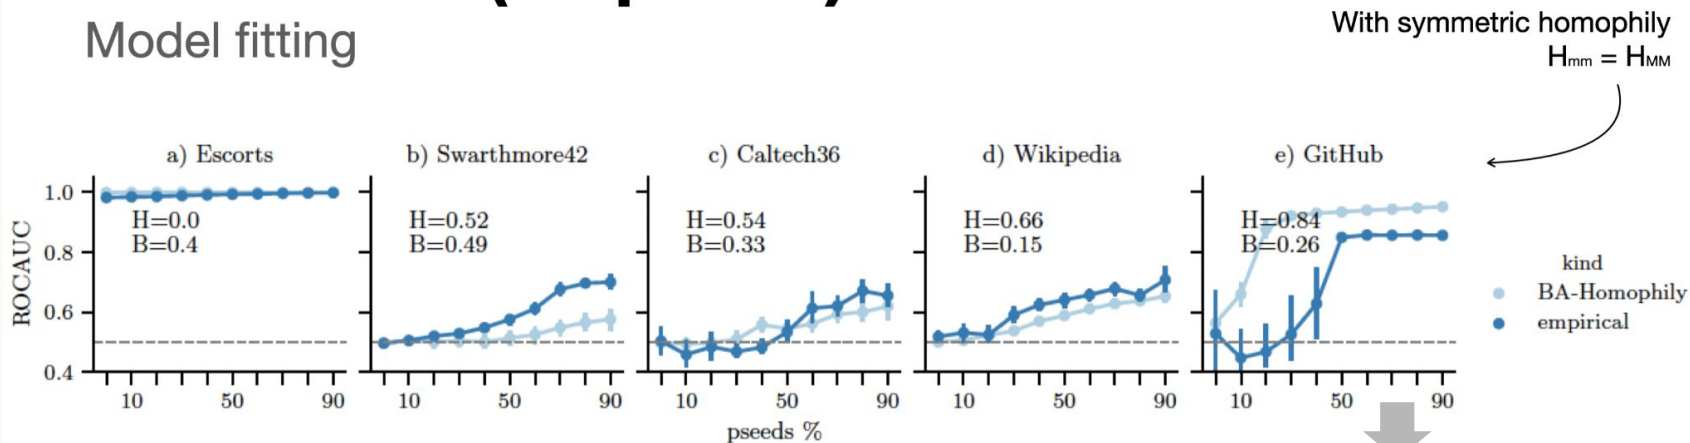 Model fitting
With symmetric homophily
Hmm = HMM
a) Escorts
b) Swarthmore42
c) Caltech36
d) Wikipedia
e) GitHub
ROCAUC
1.0
0.8
0.6
0.4
H=0.0
B=0.4
H=0.52
B=0.49
H=0.54
B=0.33
H=0.66
B=0.15
H=0.84
B=0.26
10 50 90
10 50 90
10 50 90
10 50 90
10 50 90
pseeds %
kind
BA-Homophily
empirical